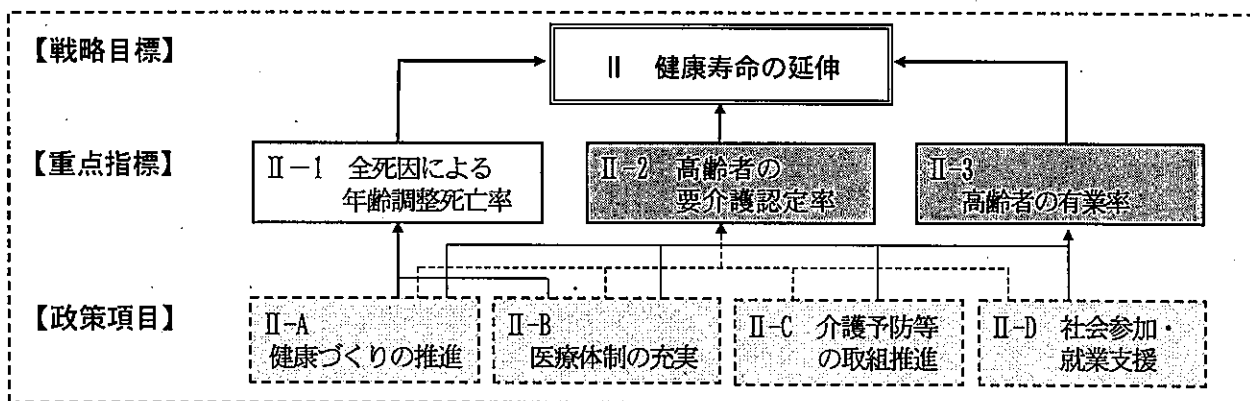 【戦略目標】
Ⅱ 健康寿命の延伸
【重点指標】
Ⅱ－1 全死因による
年齢調整死亡率
Ⅱ－2 高齢者の
要介護認定率
Ⅱ－3
高齢者の有業率
【政策項目】
Ⅱ-A
健康づくりの推進
Ⅱ-B
医療体制の充実
Ⅱ-C 介護予防等
の取組推進
Ⅱ-D 社会参加・
就業支援